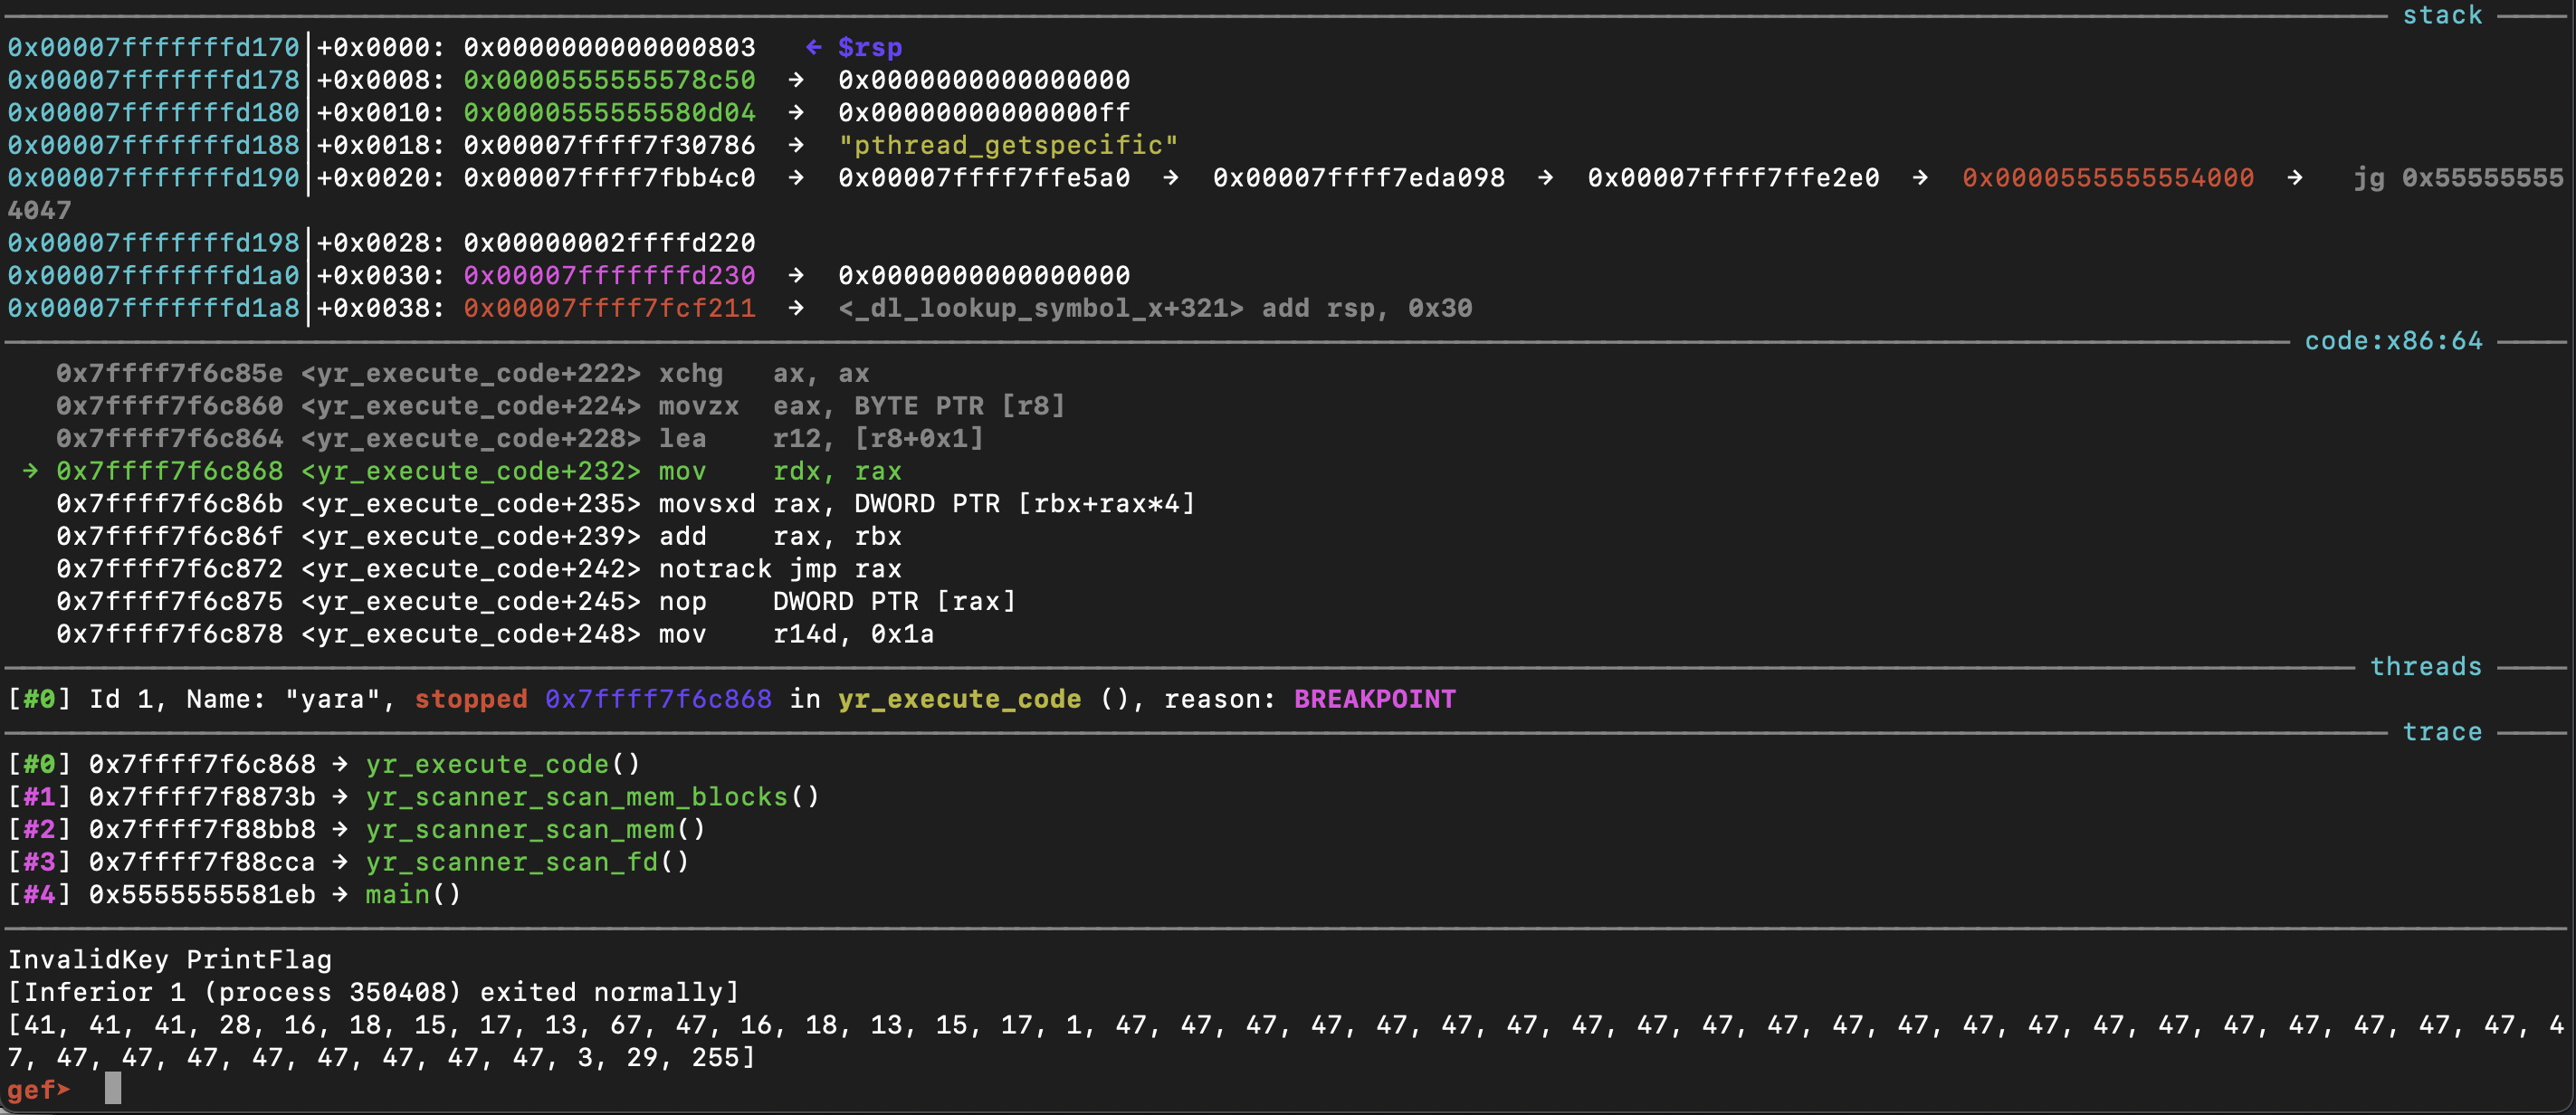 stack
0x00007fffffffd170│+0x0000: 0x0000000000000803   ← $rsp
0x00007fffffffd178│+0x0008: 0x0000555555578c50  →  0x0000000000000000
0x00007fffffffd180│+0x0010: 0x0000555555580d04  →  0x00000000000000ff
0x00007fffffffd188│+0x0018: 0x00007ffff7f30786  →  "pthread_getspecific"
0x00007fffffffd190│+0x0020: 0x00007ffff7fbb4c0  →  0x00007ffff7ffe5a0  →  0x00007ffff7eda098  →  0x00007ffff7ffe2e0  →  0x0000555555554000  →   jg 0x55555555
4047
0x00007fffffffd198│+0x0028: 0x00000002ffffd220
0x00007fffffffd1a0│+0x0030: 0x00007fffffffd230  →  0x0000000000000000
0x00007fffffffd1a8│+0x0038: 0x00007ffff7fcf211  →  <_dl_lookup_symbol_x+321> add rsp, 0x30
code:x86:64
0x7ffff7f6c85e <yr_execute_code+222> xchg   ax, ax
0x7ffff7f6c860 <yr_execute_code+224> movzx  eax, BYTE PTR [r8]
0x7ffff7f6c864 <yr_execute_code+228> lea    r12, [r8+0x1]
→ 0x7ffff7f6c868 <yr_execute_code+232> mov    rdx, rax
0x7ffff7f6c86b <yr_execute_code+235> movsxd rax, DWORD PTR [rbx+rax*4]
0x7ffff7f6c86f <yr_execute_code+239> add    rax, rbx
0x7ffff7f6c872 <yr_execute_code+242> notrack jmp rax
0x7ffff7f6c875 <yr_execute_code+245> nop    DWORD PTR [rax]
0x7ffff7f6c878 <yr_execute_code+248> mov    r14d, 0x1a
threads
[#0] Id 1, Name: "yara", stopped 0x7ffff7f6c868 in yr_execute_code (), reason: BREAKPOINT
trace
[#0] 0x7ffff7f6c868 → yr_execute_code()
[#1] 0x7ffff7f8873b → yr_scanner_scan_mem_blocks()
[#2] 0x7ffff7f88bb8 → yr_scanner_scan_mem()
[#3] 0x7ffff7f88cca → yr_scanner_scan_fd()
[#4] 0x5555555581eb → main()
InvalidKey PrintFlag
[Inferior 1 (process 350408) exited normally]
[41, 41, 41, 28, 16, 18, 15, 17, 13, 67, 47, 16, 18, 13, 15, 17, 1, 47, 47, 47, 47, 47, 47, 47, 47, 47, 47, 47, 47, 47, 47, 47, 47, 47, 47, 47, 47, 47, 47, 4
7, 47, 47, 47, 47, 47, 47, 47, 47, 3, 29, 255]
gef➤